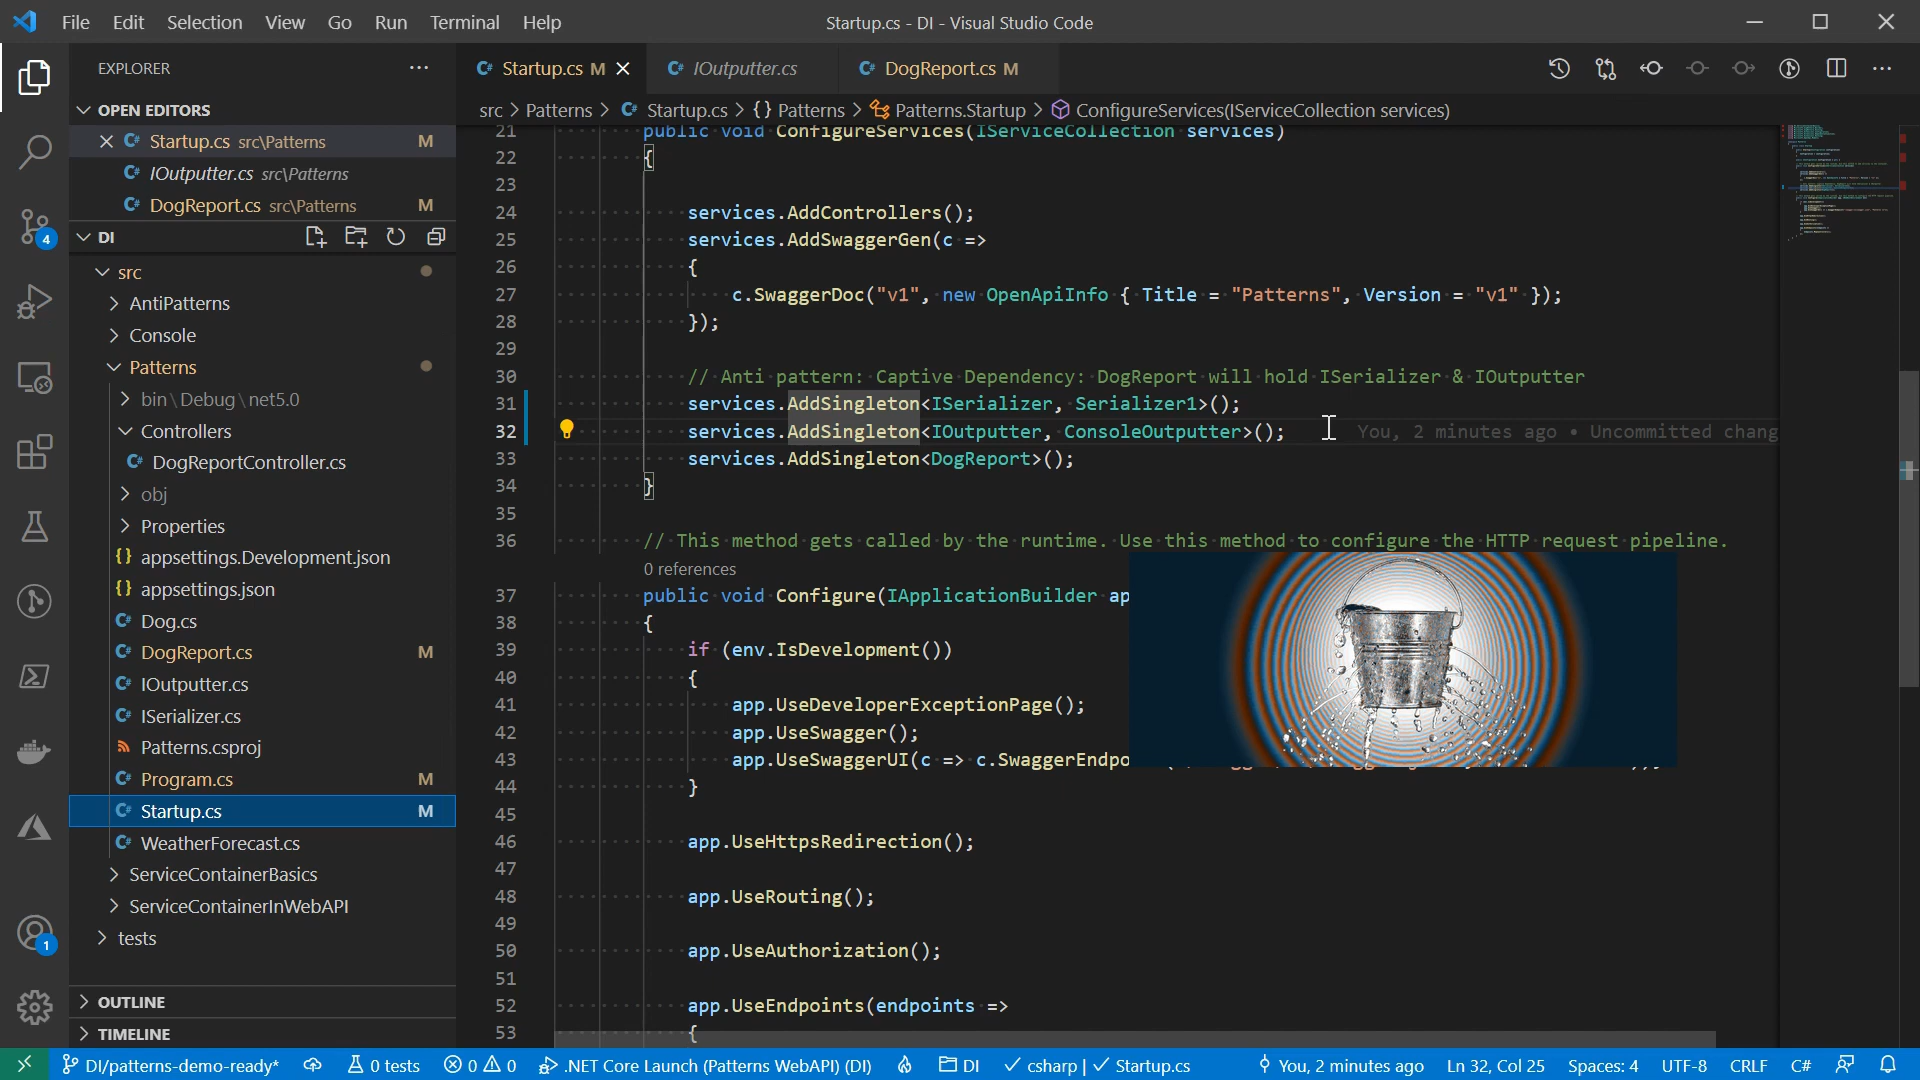 File Edit Selection View Go Run Terminal Help
Startup.cs - DI - Visual Studio Code
EXPLORER
OPEN EDITORS
Startup.cs src\Patterns M
IOutputter.cs src\Patterns
DogReport.cs src\Patterns M
DI
src
AntiPatterns
Console
Patterns
bin\Debug\net5.0
Controllers
DogReportController.cs
obj
Properties
appsettings.Development.json
appsettings.json
Dog.cs
DogReport.cs M
IOutputter.cs
ISerializer.cs
Patterns.csproj
Program.cs M
Startup.cs M
WeatherForecast.cs
ServiceContainerBasics
ServiceContainerInWebAPI
tests
OUTLINE
TIMELINE
4
1
Startup.cs M
IOutputter.cs
DogReport.cs M
src > Patterns > Startup.cs > {} Patterns > Patterns.Startup > ConfigureServices(IServiceCollection services)
21 public void ConfigureServices(IServiceCollection services)
22 {
23
24 services.AddControllers();
25 services.AddSwaggerGen(c =>
26 {
27 c.SwaggerDoc("v1", new OpenApiInfo { Title = "Patterns", Version = "v1" });
28 });
29
30 // Anti pattern: Captive Dependency: DogReport will hold ISerializer & IOutputter
31 services.AddSingleton<ISerializer, Serializer1>();
32 services.AddSingleton<IOutputter, ConsoleOutputter>(); You, 2 minutes ago • Uncommitted chang
33 services.AddSingleton<DogReport>();
34 }
35
36 // This method gets called by the runtime. Use this method to configure the HTTP request pipeline.
0 references
37 public void Configure(IApplicationBuilder ap
38 {
39 if (env.IsDevelopment())
40 {
41 app.UseDeveloperExceptionPage();
42 app.UseSwagger();
43 app.UseSwaggerUI(c => c.SwaggerEndpo
44 }
45
46 app.UseHttpsRedirection();
47
48 app.UseRouting();
49
50 app.UseAuthorization();
51
52 app.UseEndpoints(endpoints =>
53 {
DI/patterns-demo-ready* 0 tests 0 0 .NET Core Launch (Patterns WebAPI) (DI) DI csharp | Startup.cs You, 2 minutes ago Ln 32, Col 25 Spaces: 4 UTF-8 CRLF C#